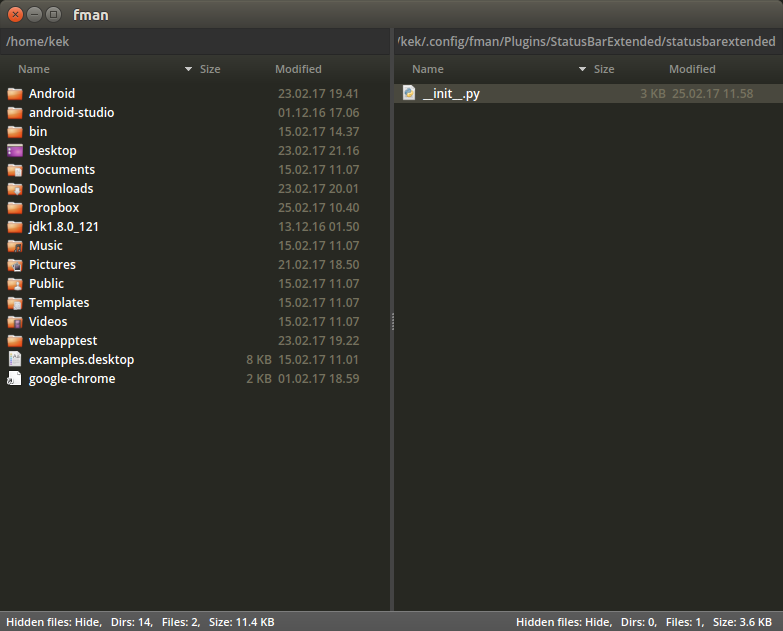 fman
/home/kek
Name Size Modified
Android 23.02.17 19.41
android-studio 01.12.16 17.06
bin 15.02.17 14.37
Desktop 23.02.17 21.16
Documents 15.02.17 11.07
Downloads 23.02.17 20.01
Dropbox 25.02.17 10.40
jdk1.8.0_121 13.12.16 01.50
Music 15.02.17 11.07
Pictures 21.02.17 18.50
Public 15.02.17 11.07
Templates 15.02.17 11.07
Videos 15.02.17 11.07
webapptest 23.02.17 19.22
examples.desktop 8 KB 15.02.17 11.01
google-chrome 2 KB 01.02.17 18.59
Hidden files: Hide, Dirs: 14, Files: 2, Size: 11.4 KB
/kek/.config/fman/Plugins/StatusBarExtended/statusbarextended
Name Size Modified
__init__.py 3 KB 25.02.17 11.58
Hidden files: Hide, Dirs: 0, Files: 1, Size: 3.6 KB